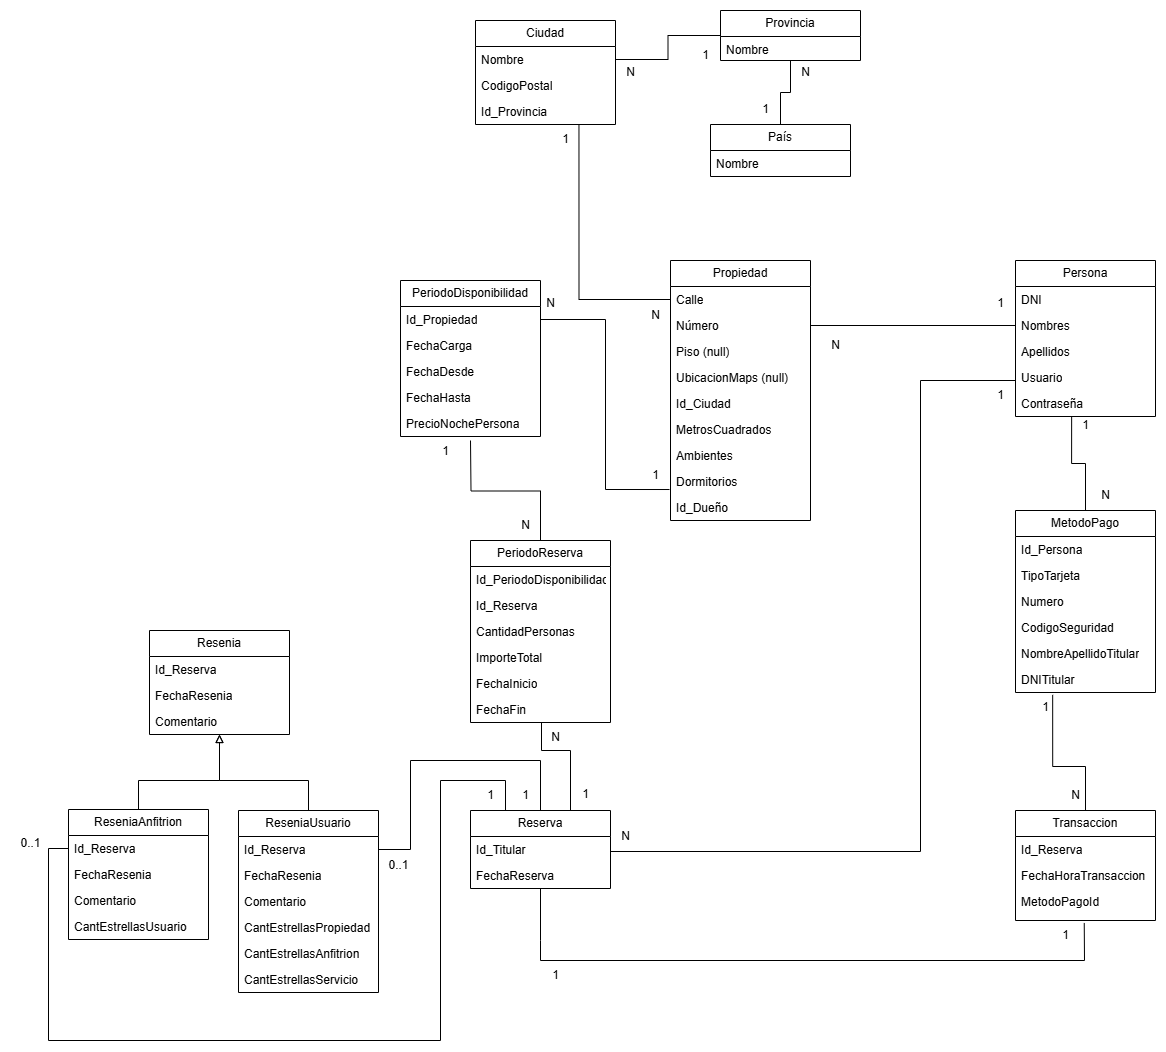 Ciudad
Nombre
CodigoPostal
Id_Provincia
N
1
Provincia
Nombre
N
1
País
Nombre
1
N
PeriodoDisponibilidad
Id_Propiedad
FechaCarga
FechaDesde
FechaHasta
PrecioNochePersona
N
1
Propiedad
Calle
Número
Piso (null)
UbicacionMaps (null)
Id_Ciudad
MetrosCuadrados
Ambientes
Dormitorios
Id_Dueño
N
1
Persona
DNI
Nombres
Apellidos
Usuario
Contraseña
1
1
N
1
N
PeriodoReserva
Id_PeriodoDisponibilidad
Id_Reserva
CantidadPersonas
ImporteTotal
FechaInicio
FechaFin
N
1
MetodoPago
Id_Persona
TipoTarjeta
Numero
CodigoSeguridad
NombreApellidoTitular
DNITitular
1
N
Resenia
Id_Reserva
FechaResenia
Comentario
0..1
ReseniaAnfitrion
Id_Reserva
FechaResenia
Comentario
CantEstrellasUsuario
ReseniaUsuario
Id_Reserva
FechaResenia
Comentario
CantEstrellasPropiedad
CantEstrellasAnfitrion
CantEstrellasServicio
0..1
1
1
Reserva
Id_Titular
FechaReserva
N
1
Transaccion
Id_Reserva
FechaHoraTransaccion
MetodoPagoId
1